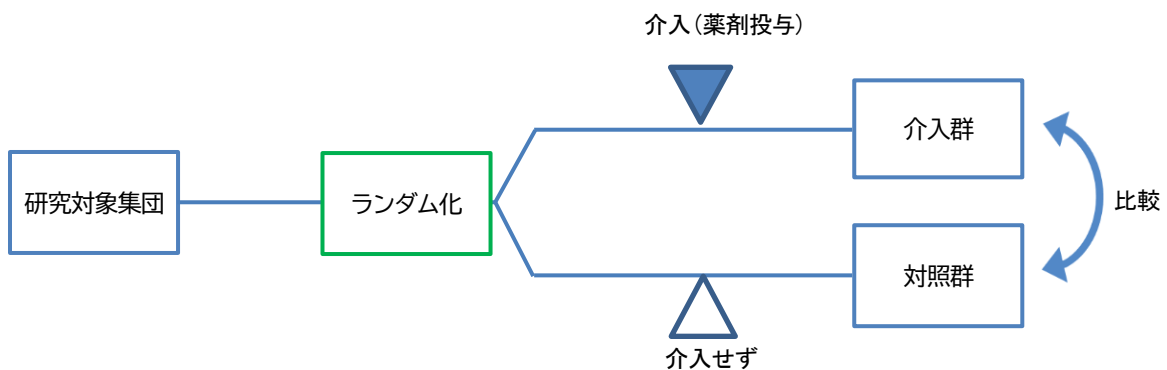 介入（薬剤投与）
介入群
研究対象集団
ランダム化
比較
対照群
介入せず